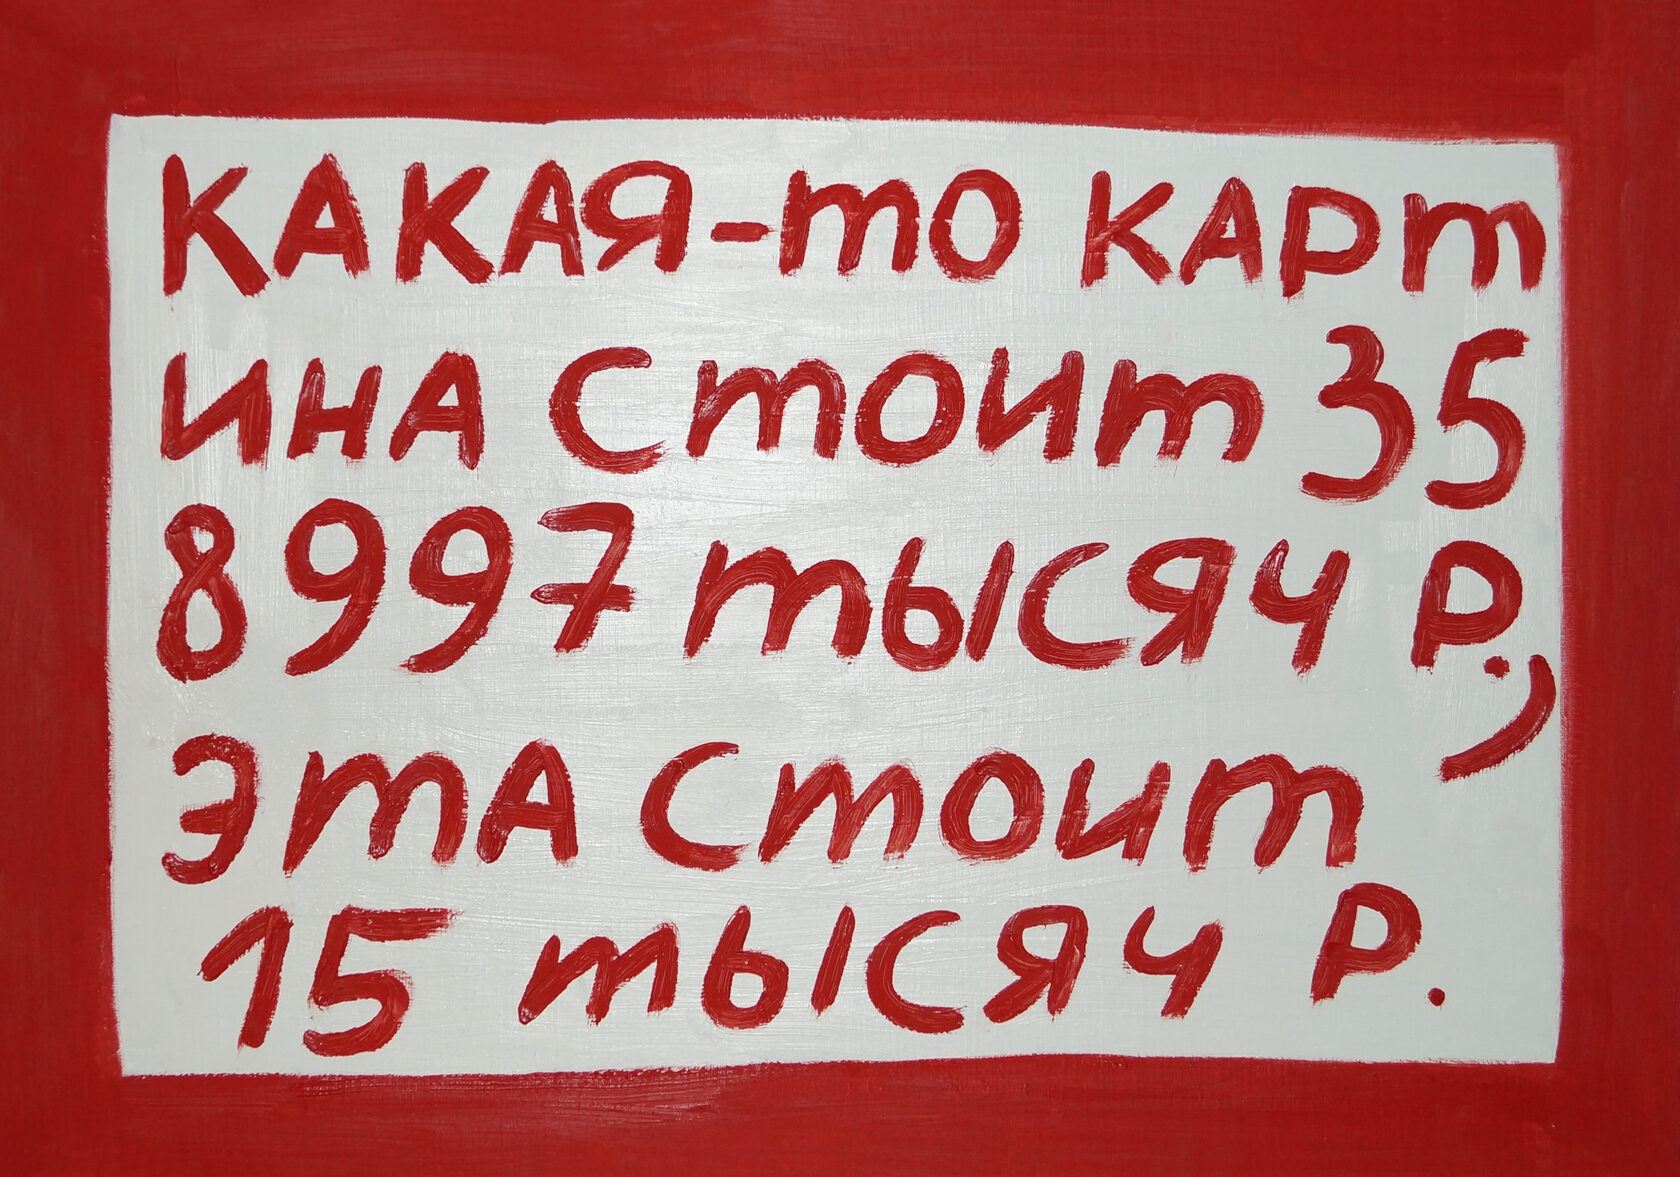 КАКАЯ-ТО КАРТ
ИНА СТОИТ 35
8997 ТЫСЯЧ Р.,
ЭТА СТОИТ
15 ТЫСЯЧ Р.